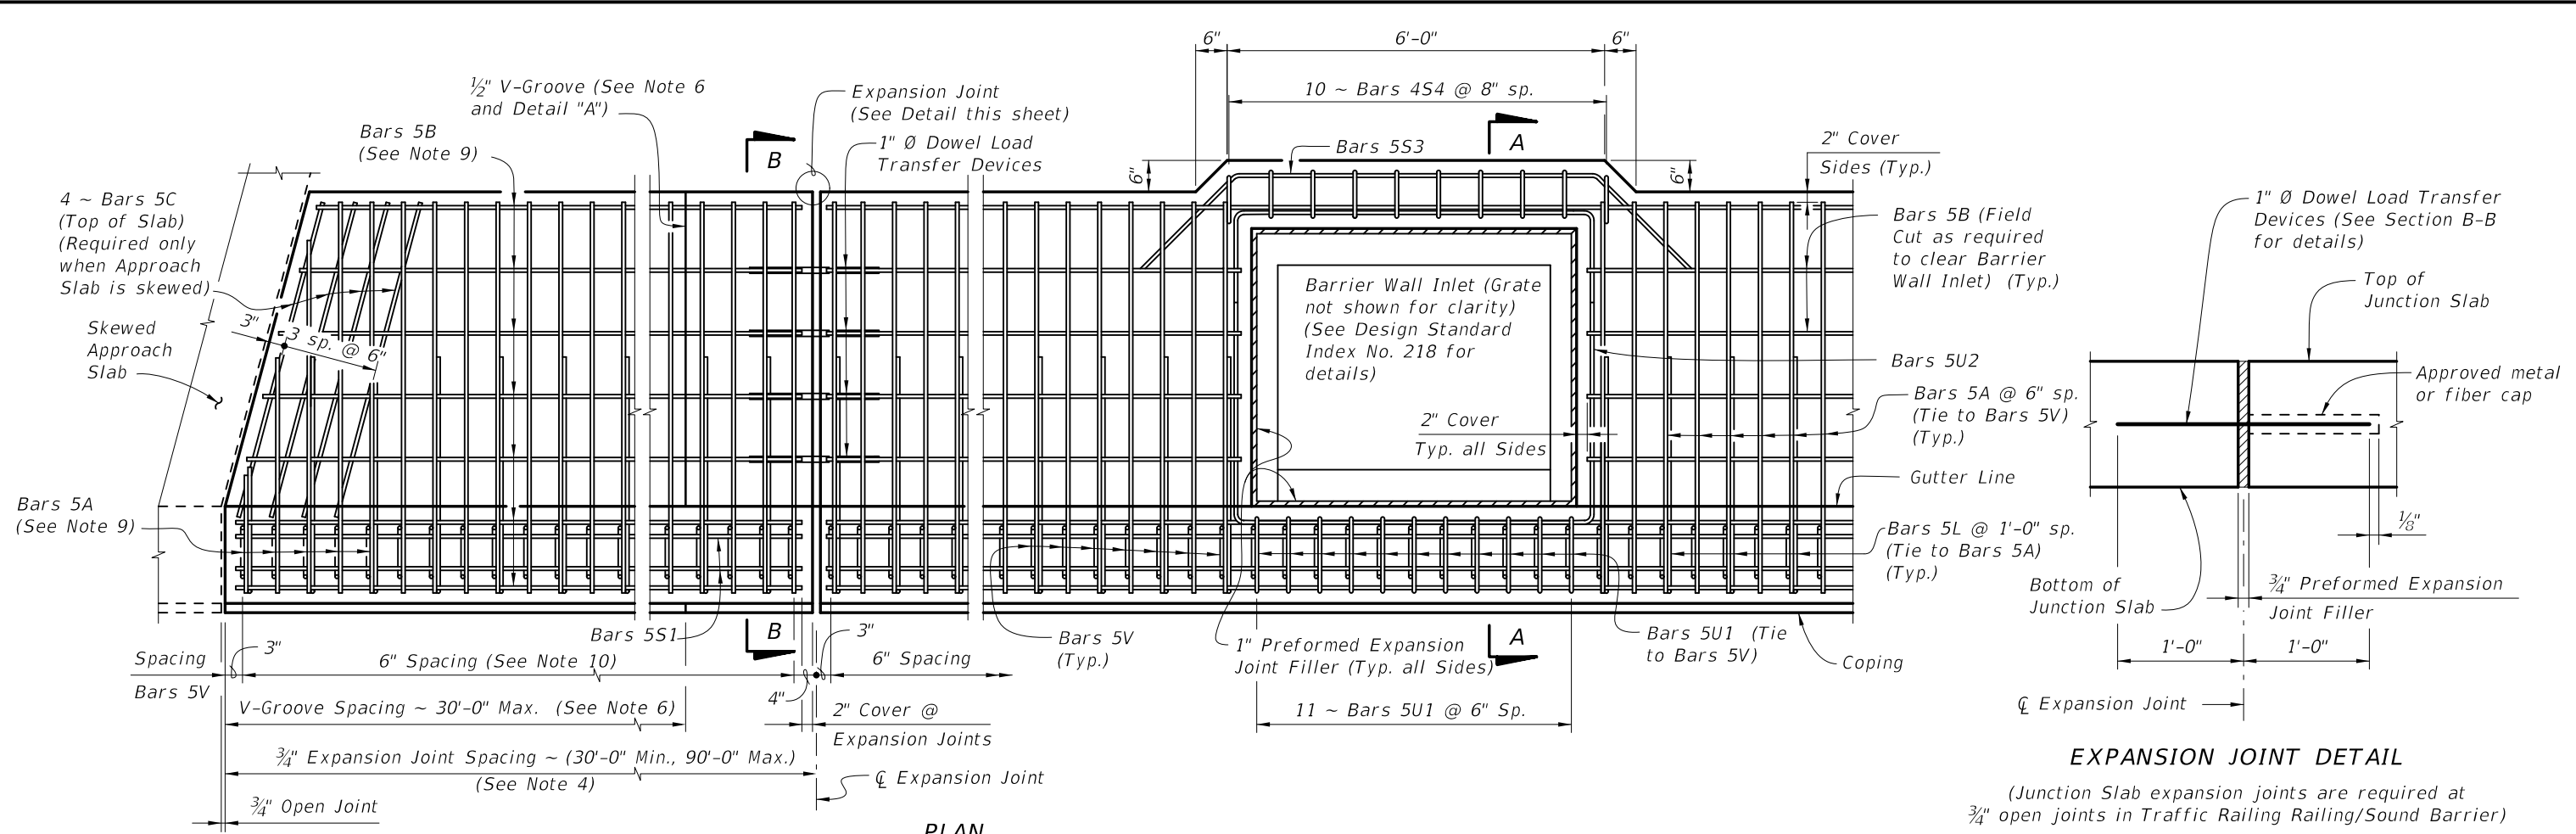 6"
6'-0"
6"
10 ~ Bars 4S4 @ 8" sp.
½" V-Groove (See Note 6
and Detail "A")
Expansion Joint
(See Detail this sheet)
Bars 5B
(See Note 9)
B
1" Ø Dowel Load
Transfer Devices
Bars 5S3
A
2" Cover
Sides (Typ.)
6"
6"
4 ~ Bars 5C
(Top of Slab)
(Required only
when Approach
Slab is skewed)
Bars 5B (Field
Cut as required
to clear Barrier
Wall Inlet) (Typ.)
1" Ø Dowel Load Transfer
Devices (See Section B-B
for details)
Barrier Wall Inlet (Grate
not shown for clarity)
(See Design Standard
Index No. 218 for
details)
Top of
Junction Slab
Skewed
Approach
Slab
3"
3 sp. @ 6"
Bars 5U2
Approved metal
or fiber cap
Bars 5A @ 6" sp.
(Tie to Bars 5V)
(Typ.)
2" Cover
Typ. all Sides
Gutter Line
Bars 5A
(See Note 9)
Bars 5L @ 1'-0" sp.
(Tie to Bars 5A)
(Typ.)
⅛"
Bottom of
Junction Slab
¾" Preformed Expansion
Joint Filler
Bars 5S1
B
3"
Bars 5V
(Typ.)
1" Preformed Expansion
Joint Filler (Typ. all Sides)
A
Bars 5U1 (Tie
to Bars 5V)
Coping
1'-0"
1'-0"
Spacing
Bars 5V
3"
6" Spacing (See Note 10)
6" Spacing
4"
V-Groove Spacing ~ 30'-0" Max. (See Note 6)
2" Cover @
Expansion Joints
11 ~ Bars 5U1 @ 6" Sp.
℄ Expansion Joint
¾" Expansion Joint Spacing ~ (30'-0" Min., 90'-0" Max.)
(See Note 4)
℄ Expansion Joint
¾" Open Joint
EXPANSION JOINT DETAIL
(Junction Slab expansion joints are required at
¾" open joints in Traffic Railing Railing/Sound Barrier)
PLAN